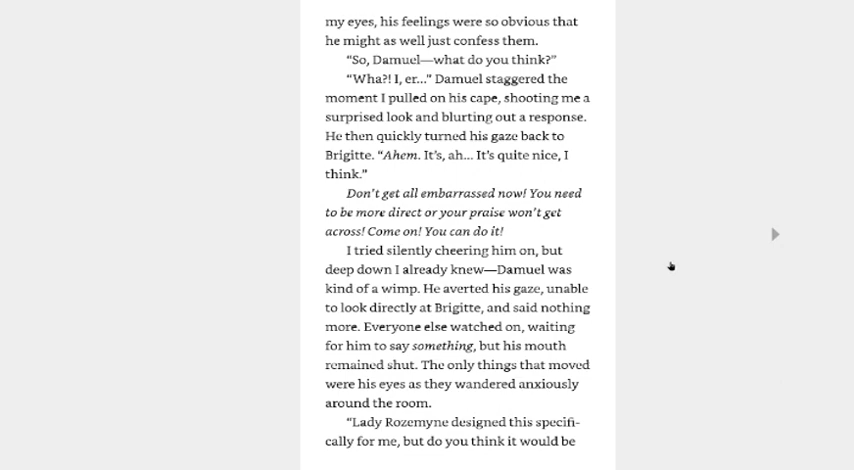 my eyes, his feelings were so obvious that
he might as well just confess them.
“So, Damuel—what do you think?”
“Wha?! I, er...” Damuel staggered the
moment I pulled on his cape, shooting me a
surprised look and blurting out a response.
He then quickly turned his gaze back to
Brigitte. “Ahem. It’s, ah... It’s quite nice, I
think.”
Don’t get all embarrassed now! You need
to be more direct or your praise won’t get
across! Come on! You can do it!
I tried silently cheering him on, but
deep down I already knew—Damuel was
kind of a wimp. He averted his gaze, unable
to look directly at Brigitte, and said nothing
more. Everyone else watched on, waiting
for him to say something, but his mouth
remained shut. The only things that moved
were his eyes as they wandered anxiously
around the room.
“Lady Rozemyne designed this specifi-
cally for me, but do you think it would be